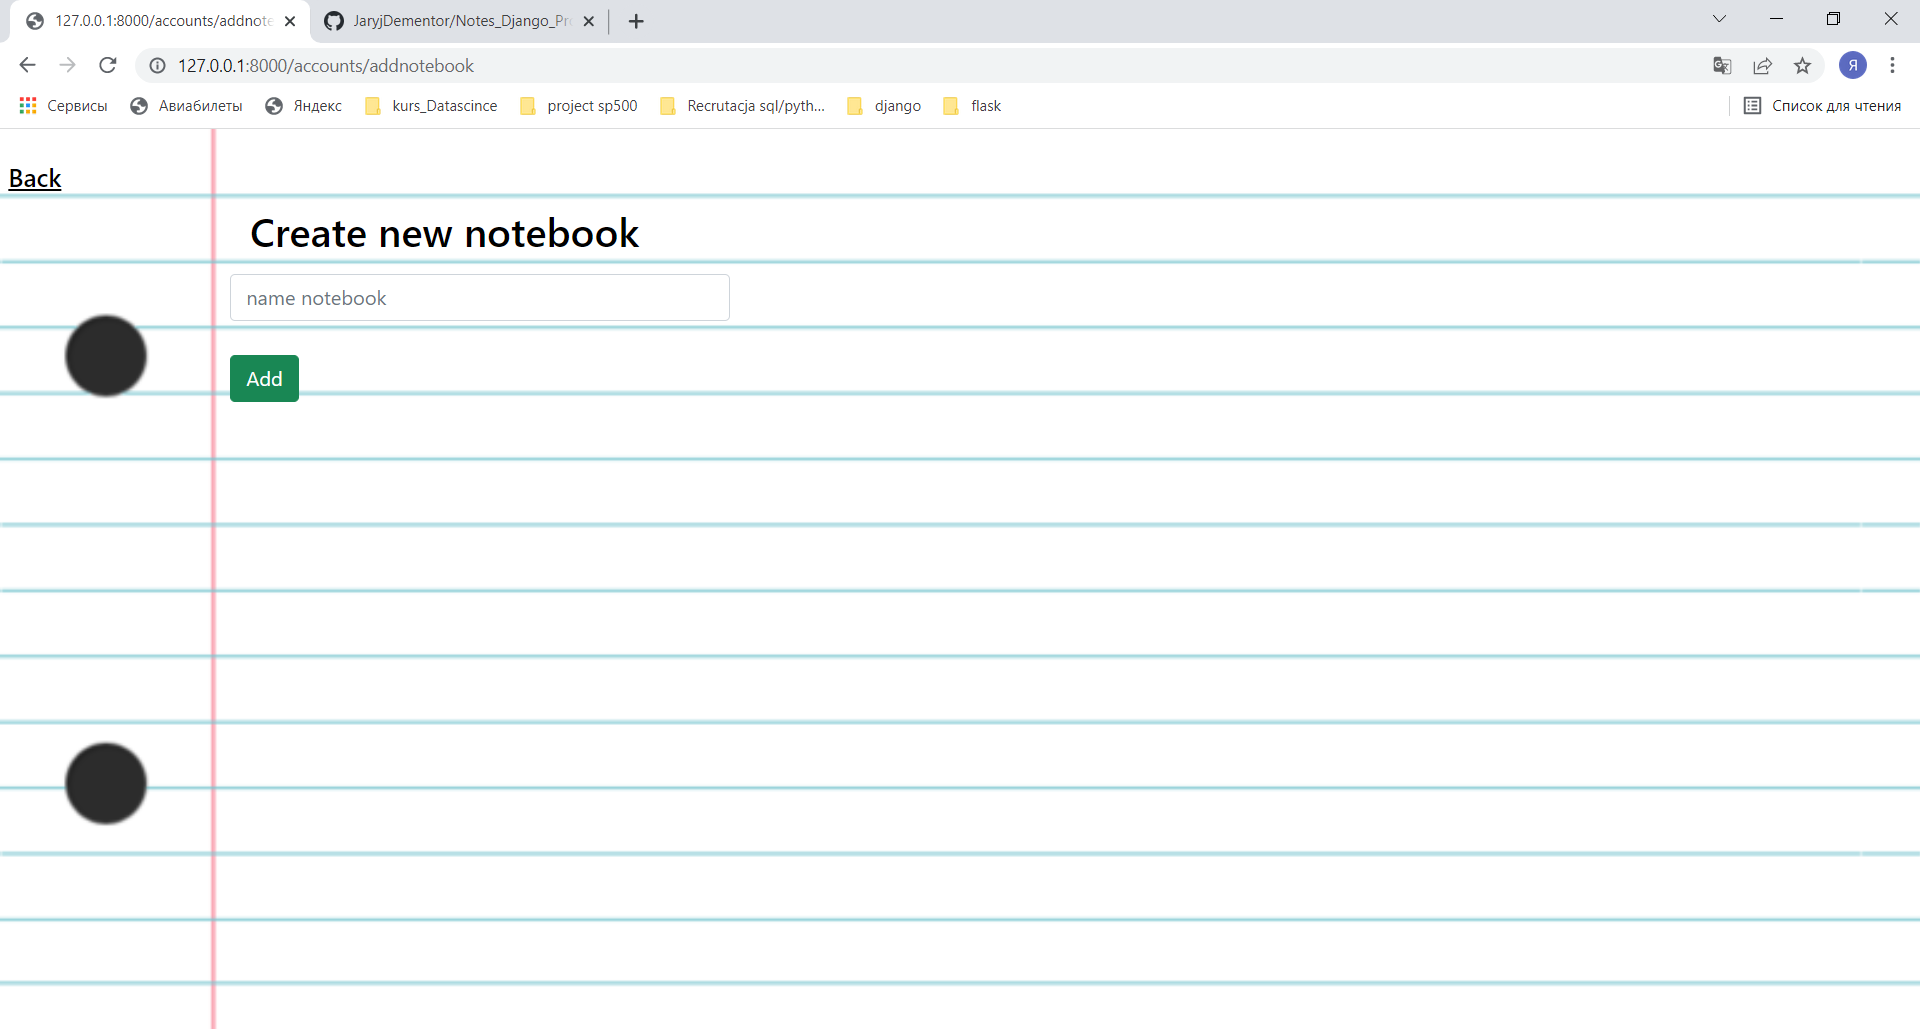 127.0.0.1:8000/accounts/addnote
JaryjDementor/Notes_Django_Pr
127.0.0.1:8000/accounts/addnotebook
Я
Сервисы Авиабилеты Яндекс kurs_Datascince project sp500 Recrutacja sql/pyth... django flask Список для чтения
Back
Create new notebook
name notebook
Add